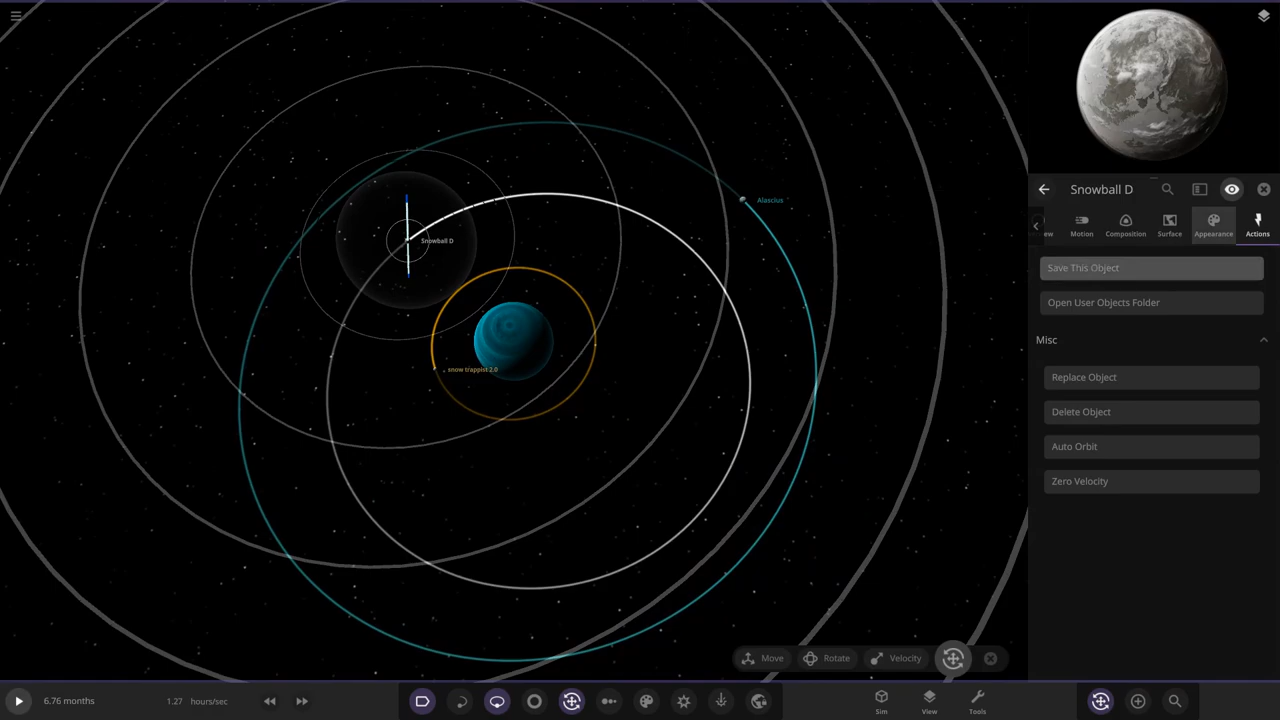 Snowball D
ew
Motion
Composition
Surface
Appearance
Actions
Save This Object
Open User Objects Folder
Misc
Replace Object
Delete Object
Auto Orbit
Zero Velocity
Alascius
Snowball D
snow trappist 2.0
Move
Rotate
Velocity
6.76 months
1.27 hours/sec
Sim
View
Tools